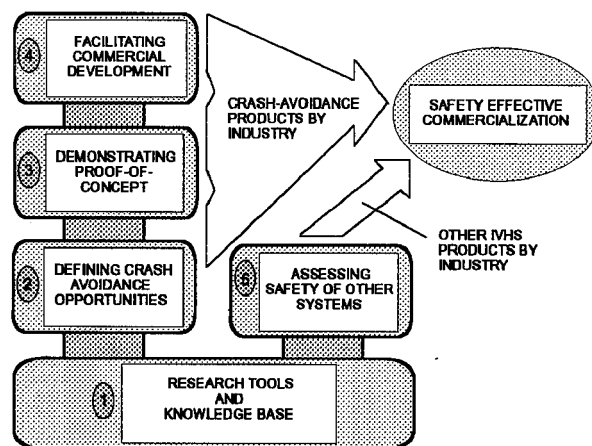 4
FACILITATING
COMMERCIAL
DEVELOPMENT
CRASH-AVOIDANCE
PRODUCTS BY
INDUSTRY
SAFETY EFFECTIVE
COMMERCIALIZATION
3
DEMONSTRATING
PROOF-OF-
CONCEPT
OTHER IVHS
PRODUCTS BY
INDUSTRY
2
DEFINING CRASH
AVOIDANCE
OPPORTUNITIES
5
ASSESSING
SAFETY OF OTHER
SYSTEMS
1
RESEARCH TOOLS
AND
KNOWLEDGE BASE